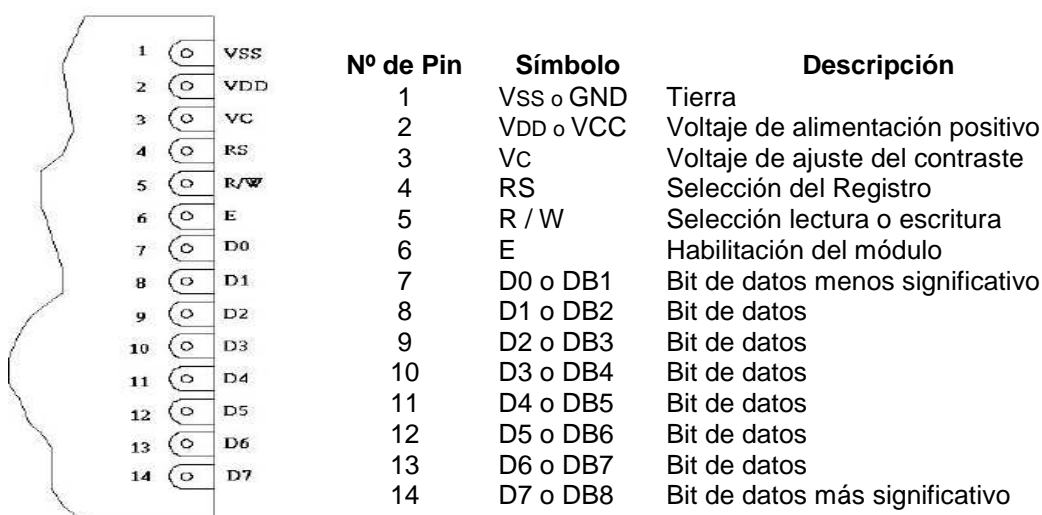 1 VSS
2 VDD
3 VC
4 RS
5 R/W
6 E
7 D0
8 D1
9 D2
10 D3
11 D4
12 D5
13 D6
14 D7
Nº de Pin Símbolo Descripción
1 VSS o GND Tierra
2 VDD o VCC Voltaje de alimentación positivo
3 VC Voltaje de ajuste del contraste
4 RS Selección del Registro
5 R / W Selección lectura o escritura
6 E Habilitación del módulo
7 D0 o DB1 Bit de datos menos significativo
8 D1 o DB2 Bit de datos
9 D2 o DB3 Bit de datos
10 D3 o DB4 Bit de datos
11 D4 o DB5 Bit de datos
12 D5 o DB6 Bit de datos
13 D6 o DB7 Bit de datos
14 D7 o DB8 Bit de datos más significativo